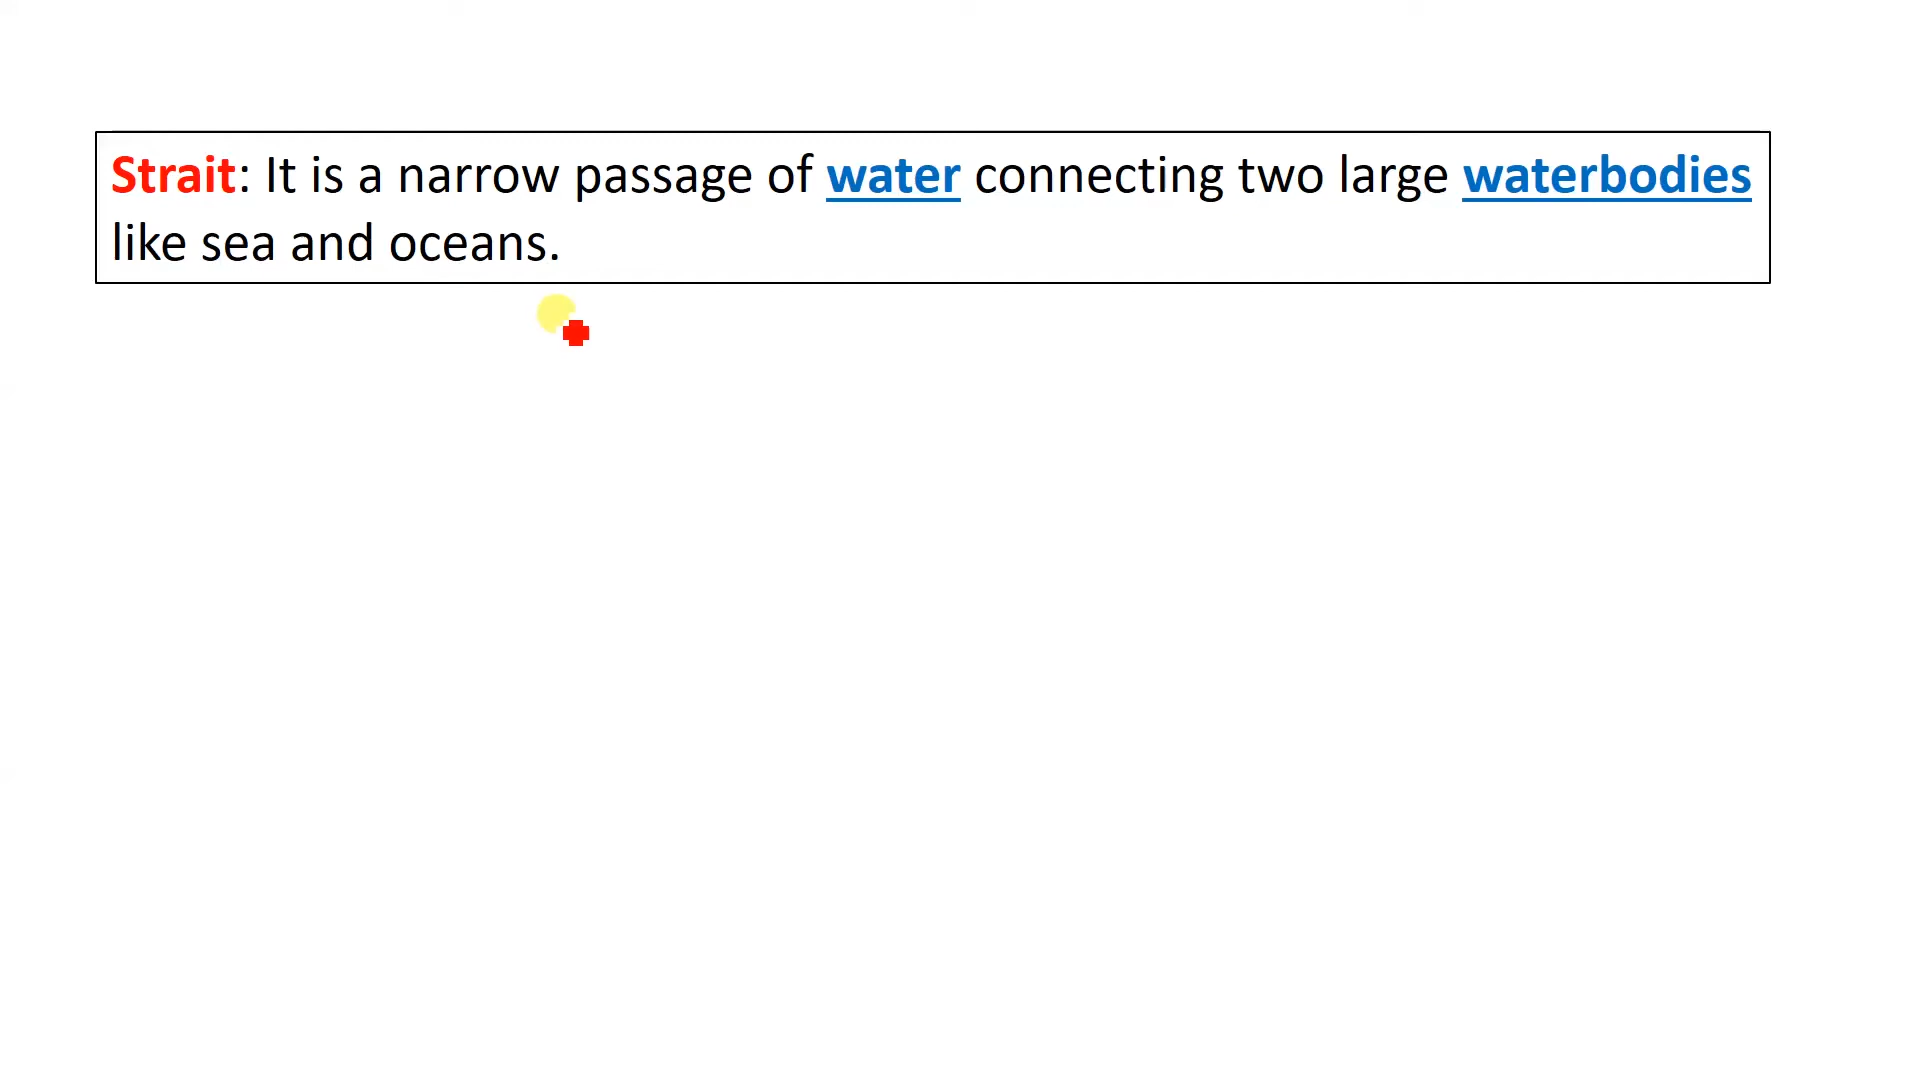 Strait: It is a narrow passage of water connecting two large waterbodies
like sea and oceans.